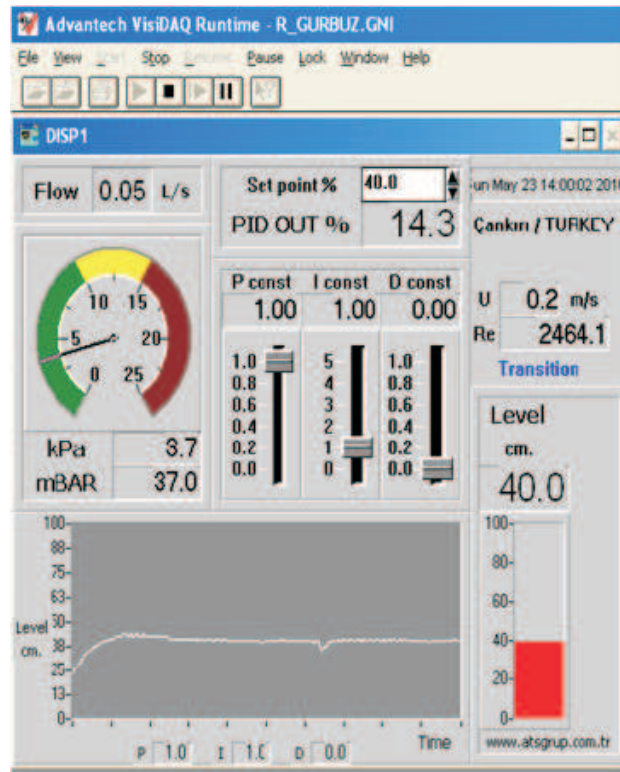 Advantech VisiDAQ Runtime - R_GURBUZ.GNI
File View Start Stop Pause Lock Window Help
DISP1
Flow 0.05 L/s
Set point % 40.0
PID OUT % 14.3
un May 23 14:00:02 201
Çankırı / TURKEY
P const I const D const
1.00 1.00 0.00
U 0.2 m/s
Re 2464.1
Transition
0 5 10 15 20 25
kPa 3.7
mBAR 37.0
1.0 5 1.0
0.8 4 0.8
0.6 3 0.6
0.4 2 0.4
0.2 1 0.2
0.0 0 0.0
Level
cm.
40.0
100-
80-
60-
40-
20-
0-
100-
88-
75-
63-
Level 50-
cm. 38-
25-
13-
0-
Time
P 1.0 I 1.0 D 0.0
www.atsgrup.com.tr